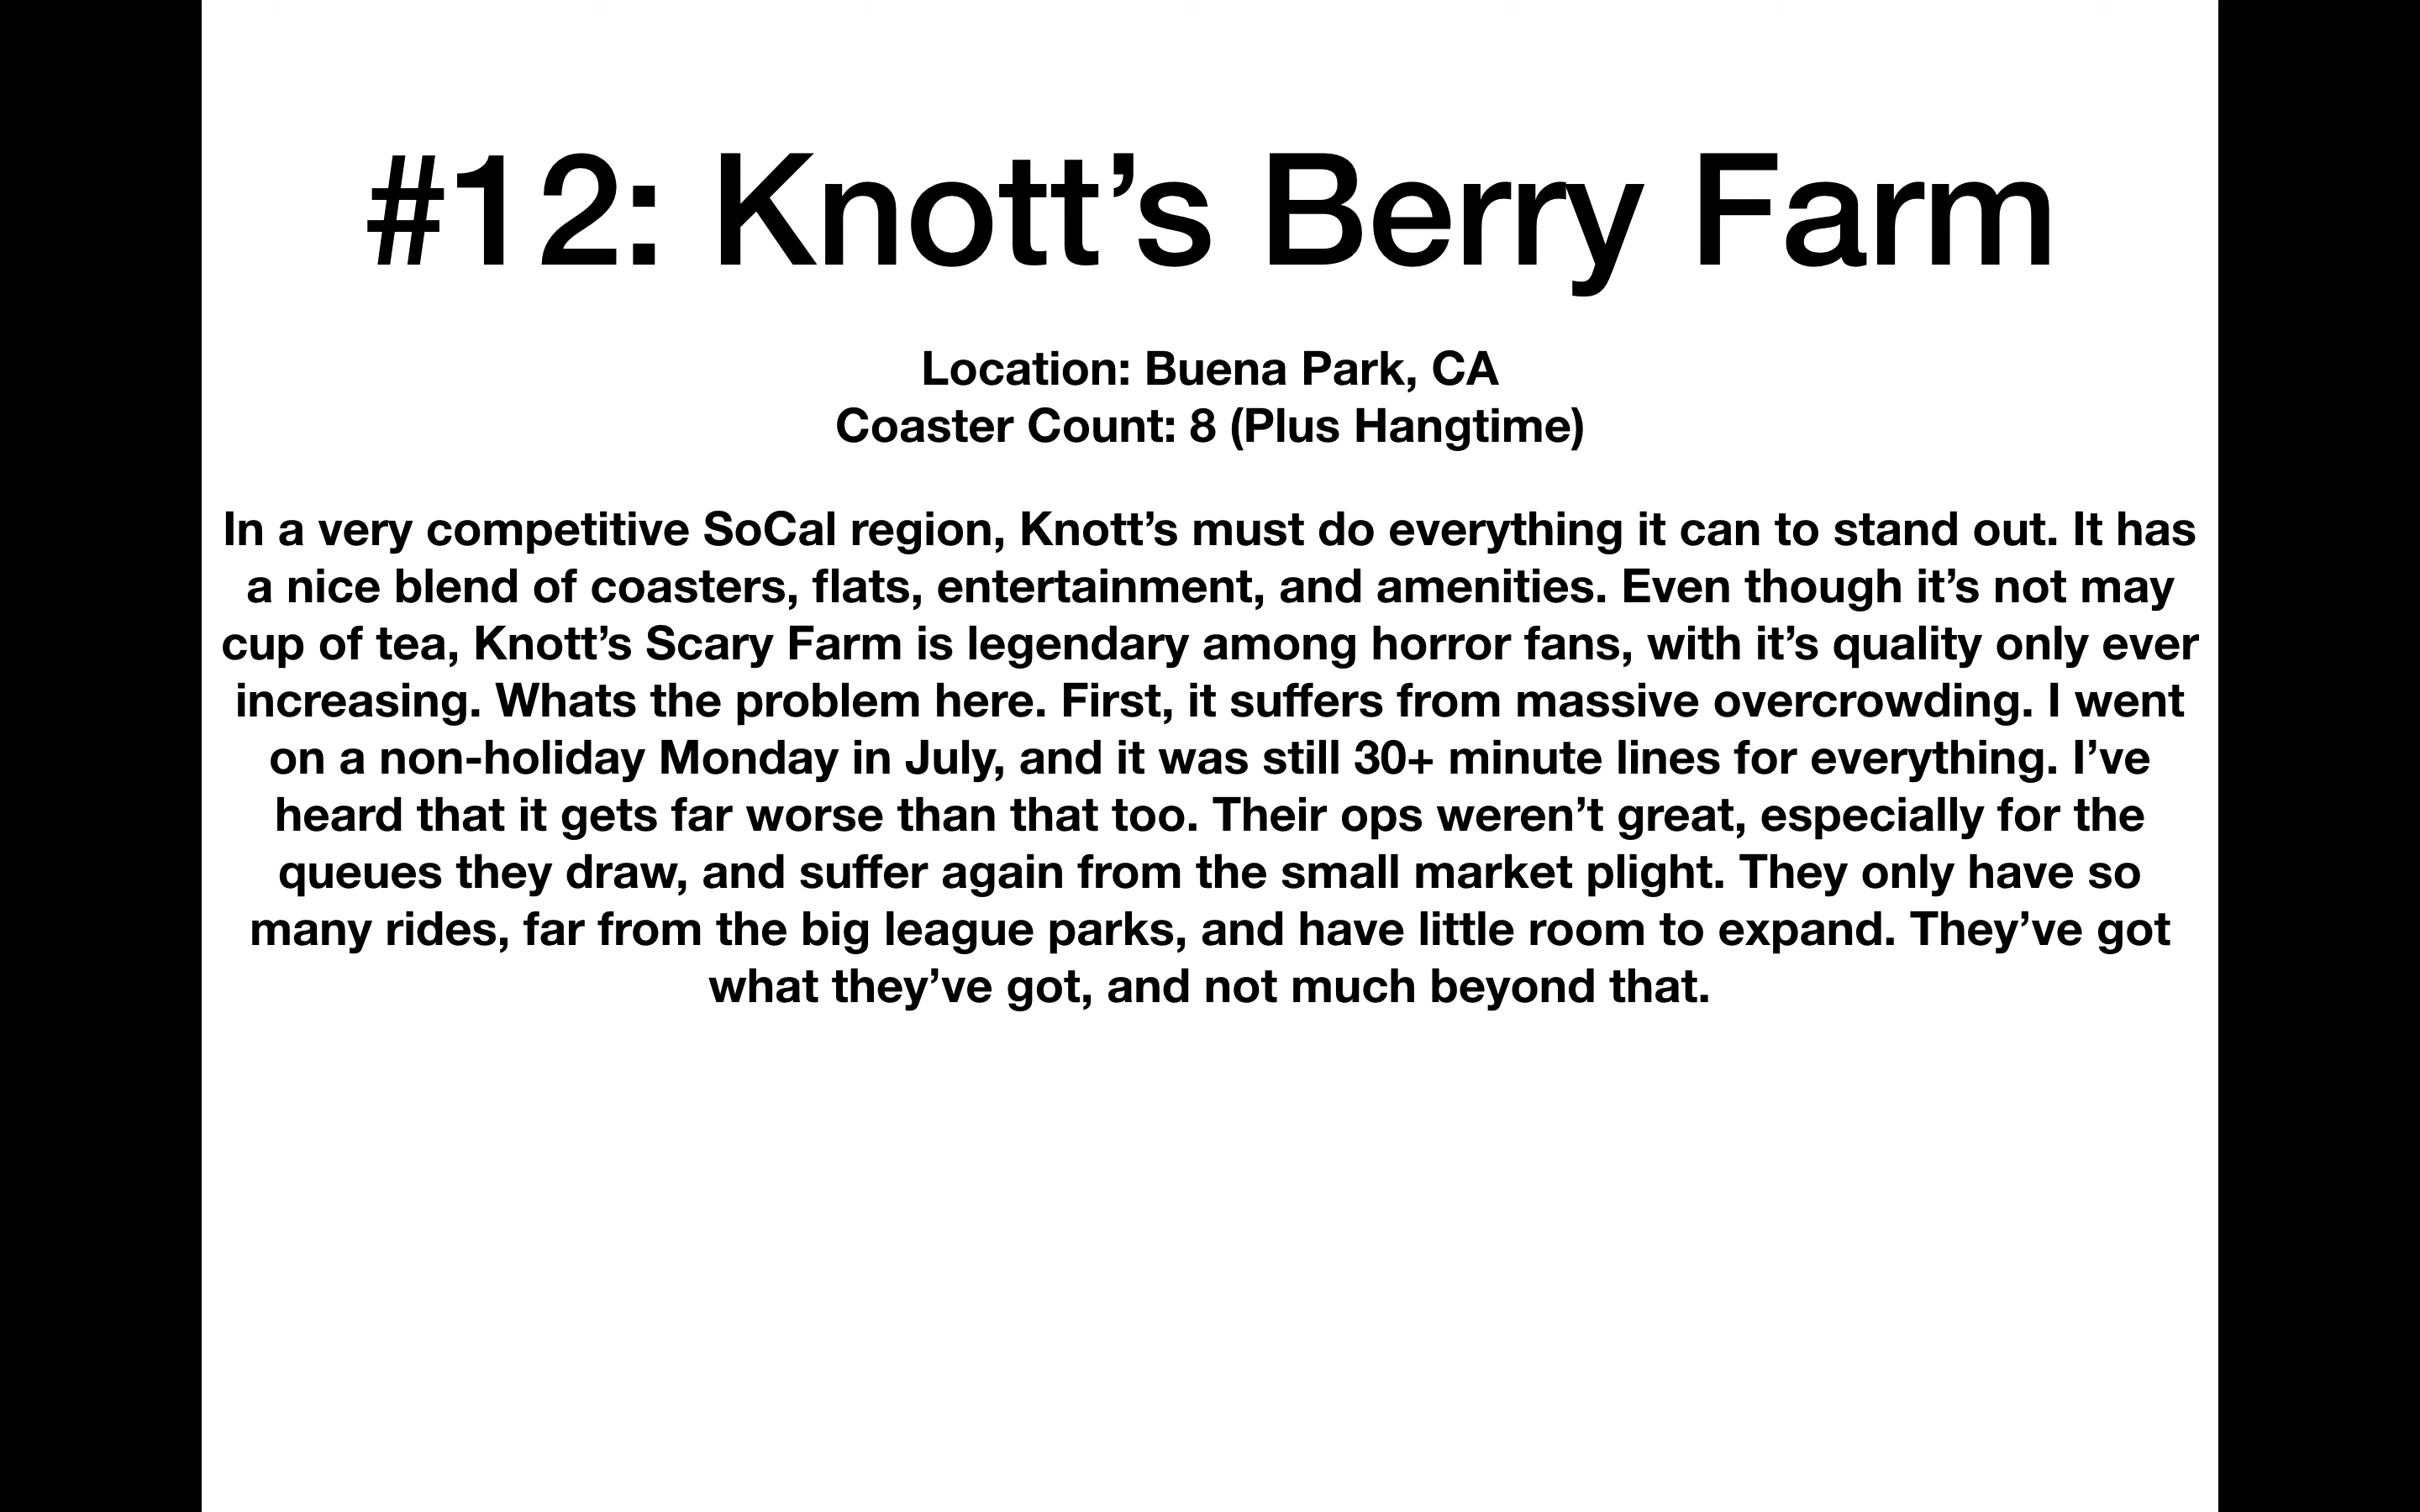 #12: Knott’s Berry Farm
Location: Buena Park, CA
Coaster Count: 8 (Plus Hangtime)
In a very competitive SoCal region, Knott’s must do everything it can to stand out. It has
a nice blend of coasters, flats, entertainment, and amenities. Even though it’s not may
cup of tea, Knott’s Scary Farm is legendary among horror fans, with it’s quality only ever
increasing. Whats the problem here. First, it suffers from massive overcrowding. I went
on a non-holiday Monday in July, and it was still 30+ minute lines for everything. I’ve
heard that it gets far worse than that too. Their ops weren’t great, especially for the
queues they draw, and suffer again from the small market plight. They only have so
many rides, far from the big league parks, and have little room to expand. They’ve got
what they’ve got, and not much beyond that.